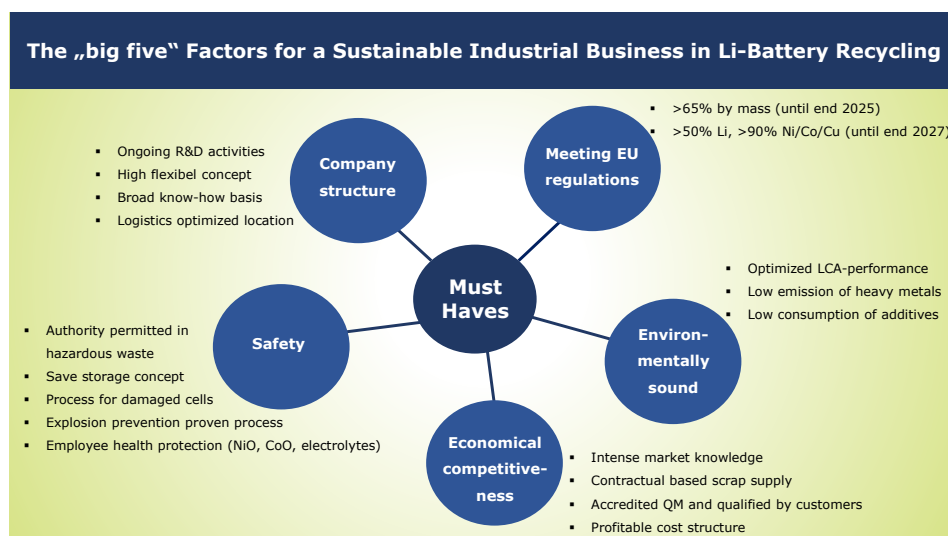 The „big five“ Factors for a Sustainable Industrial Business in Li-Battery Recycling
▪ Ongoing R&D activities
▪ High flexibel concept
▪ Broad know-how basis
▪ Logistics optimized location
Company
structure
Meeting EU
regulations
▪ >65% by mass (until end 2025)
▪ >50% Li, >90% Ni/Co/Cu (until end 2027)
Must
Haves
▪ Optimized LCA-performance
▪ Low emission of heavy metals
▪ Low consumption of additives
Environ-
mentally
sound
Safety
▪ Authority permitted in
hazardous waste
▪ Save storage concept
▪ Process for damaged cells
▪ Explosion prevention proven process
▪ Employee health protection (NiO, CoO, electrolytes)
Economical
competitive-
ness
▪ Intense market knowledge
▪ Contractual based scrap supply
▪ Accredited QM and qualified by customers
▪ Profitable cost structure